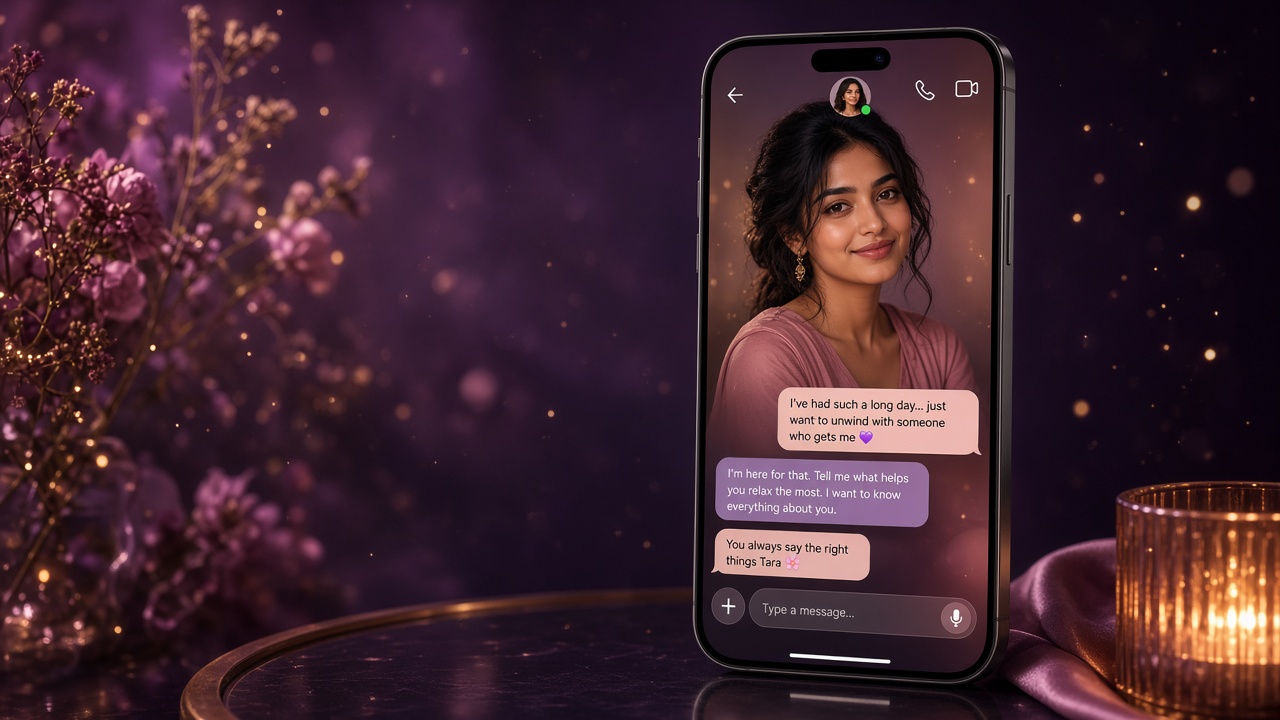 I've had such a long day... just
want to unwind with someone
who gets me 💜
I'm here for that. Tell me what helps
you relax the most. I want to know
everything about you.
You always say the right
things Tara 🌸
Type a message...